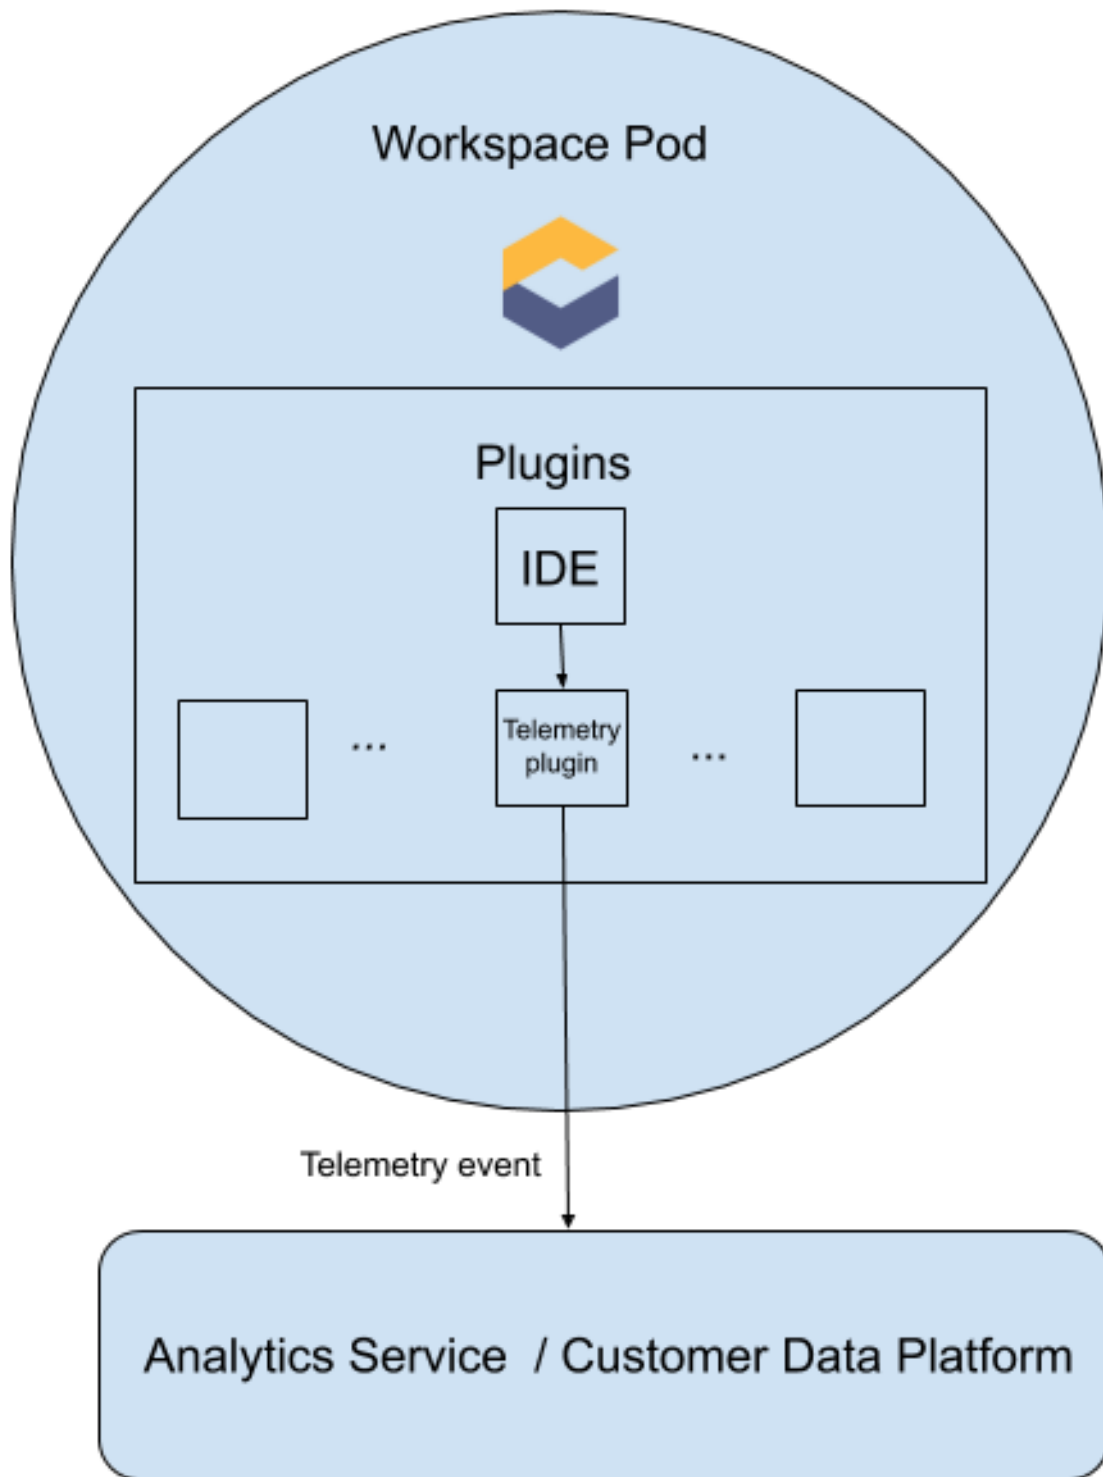 Workspace Pod
Plugins
IDE
Telemetry
plugin
...
...
Telemetry event
Analytics Service / Customer Data Platform